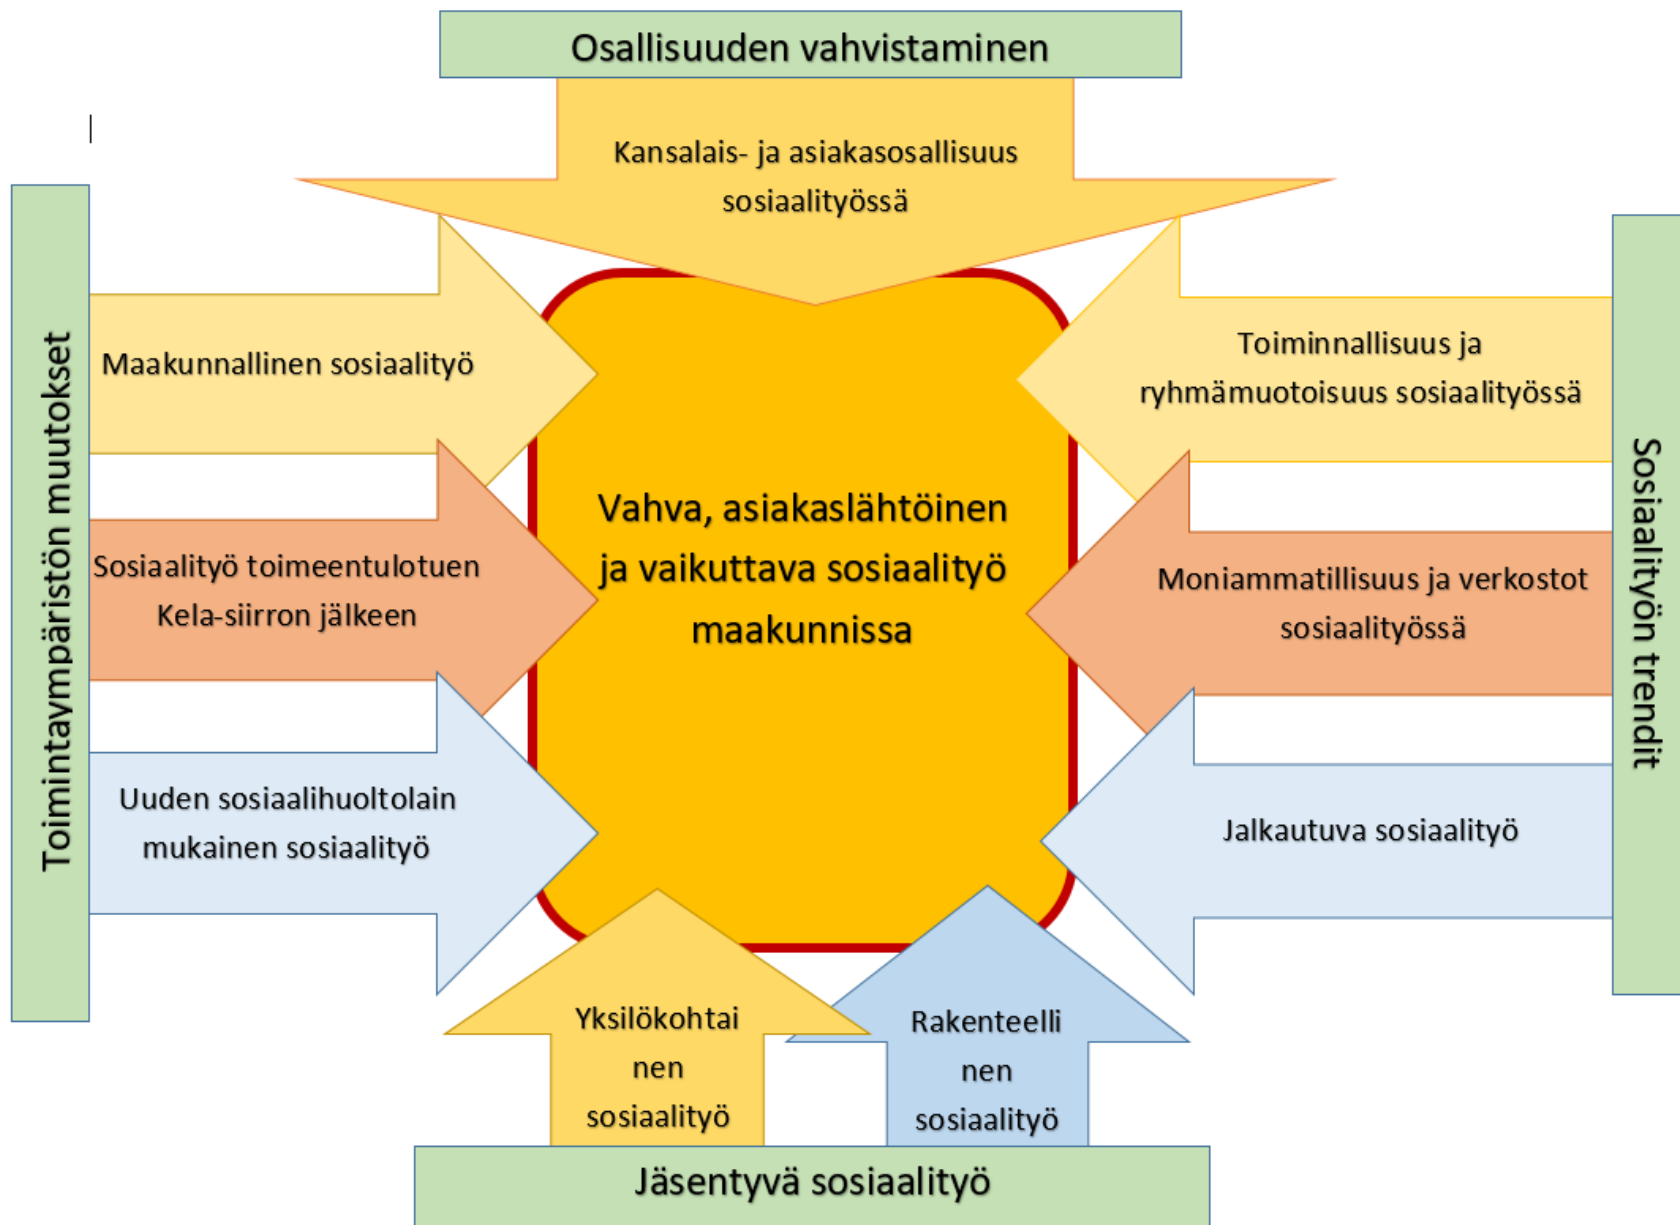 Osallisuuden vahvistaminen
Kansalais- ja asiakasosallisuus
sosiaalityössä
Toimintaympäristön muutokset
Maakunnallinen sosiaalityö
Sosiaalityö toimeentulotuen
Kela-siirron jälkeen
Uuden sosiaalihuoltolain
mukainen sosiaalityö
Vahva, asiakaslähtöinen
ja vaikuttava sosiaalityö
maakunnissa
Toiminnallisuus ja
ryhmämuotoisuus sosiaalityössä
Moniammatillisuus ja verkostot
sosiaalityössä
Jalkautuva sosiaalityö
Sosiaalityön trendit
Yksilökohtai
nen
sosiaalityö
Rakenteelli
nen
sosiaalityö
Jäsentyvä sosiaalityö